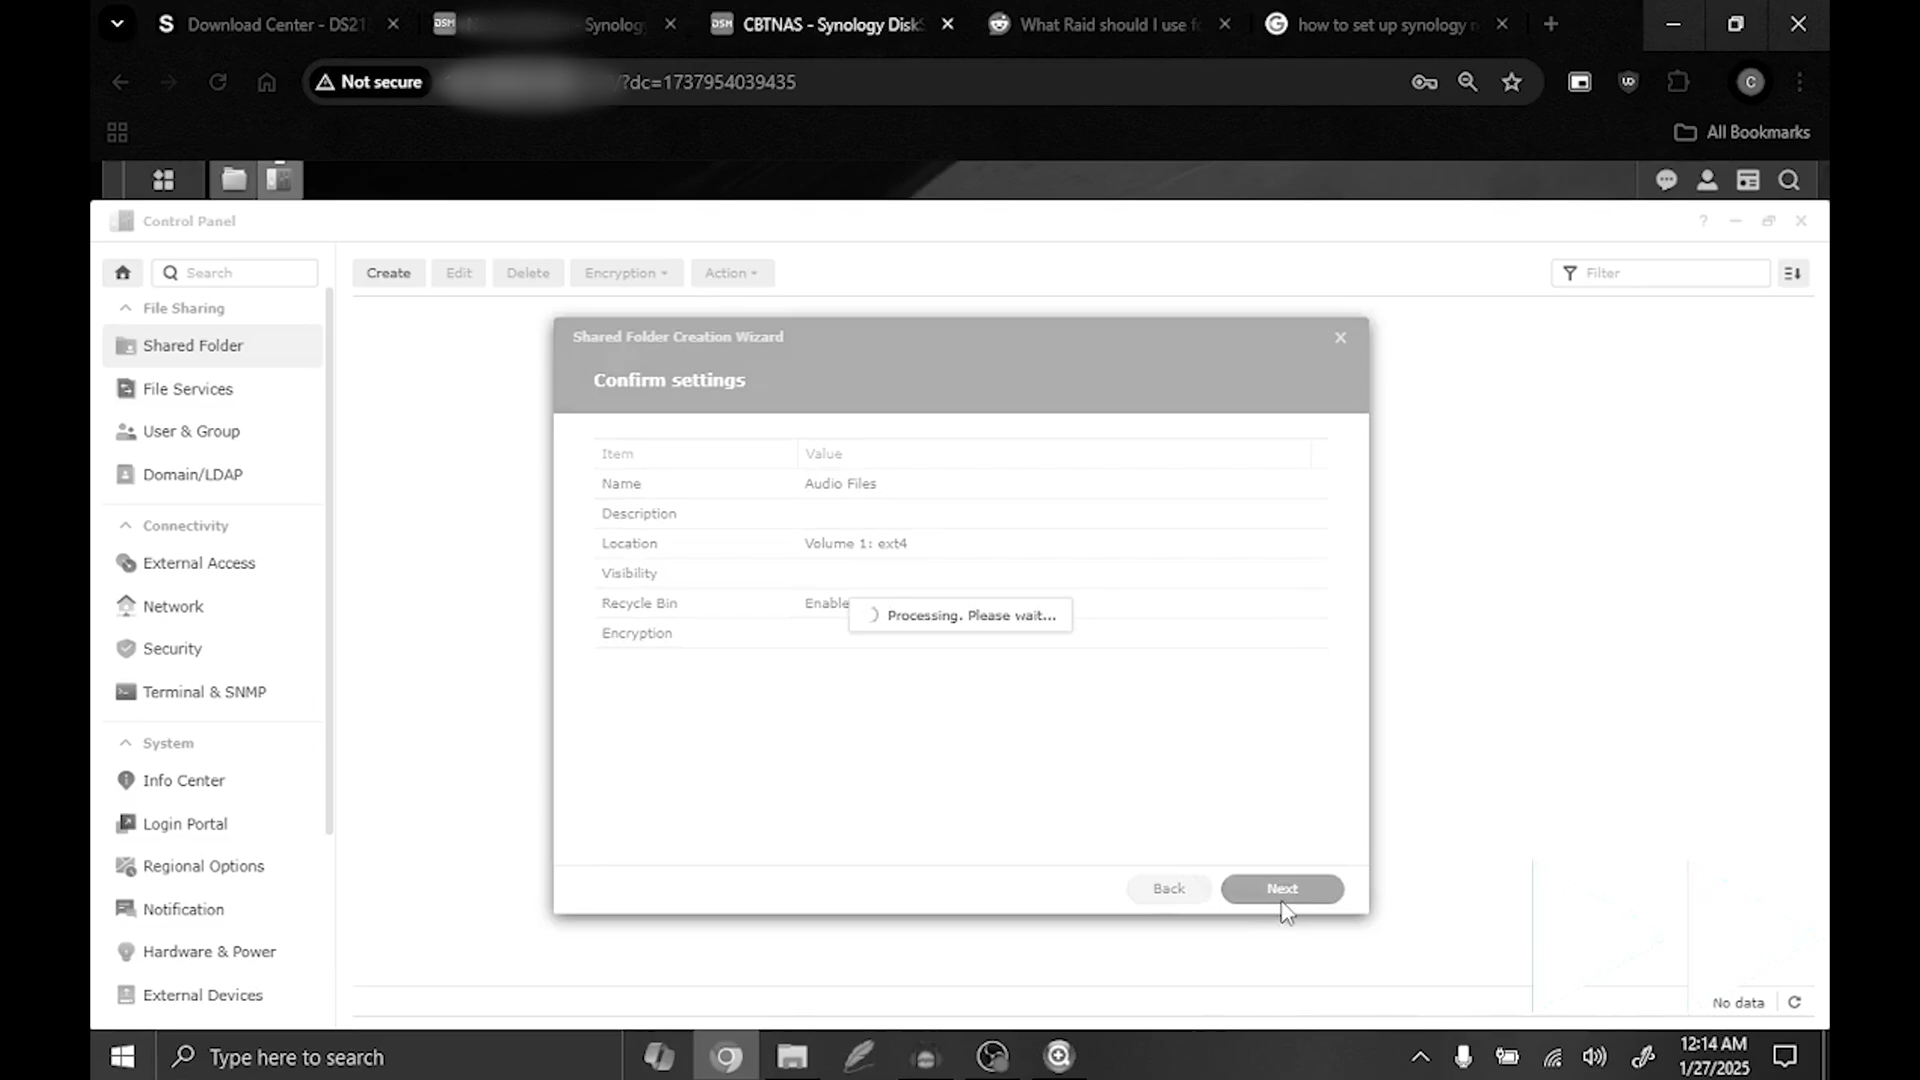 Download Center - DS21
Synology
CBTNAS - Synology Disk
What Raid should I use f
how to set up synology
Not secure
/?dc=1737954039435
C
All Bookmarks
Control Panel
Search
Create
Edit
Delete
Encryption
Action
Filter
File Sharing
Shared Folder
File Services
User & Group
Domain/LDAP
Connectivity
External Access
Network
Security
Terminal & SNMP
System
Info Center
Login Portal
Regional Options
Notification
Hardware & Power
External Devices
Shared Folder Creation Wizard
Confirm settings
Item Value
Name Audio Files
Description
Location Volume 1: ext4
Visibility
Recycle Bin Enable
Encryption
Processing. Please wait...
Back
Next
No data
Type here to search
12:14 AM
1/27/2025